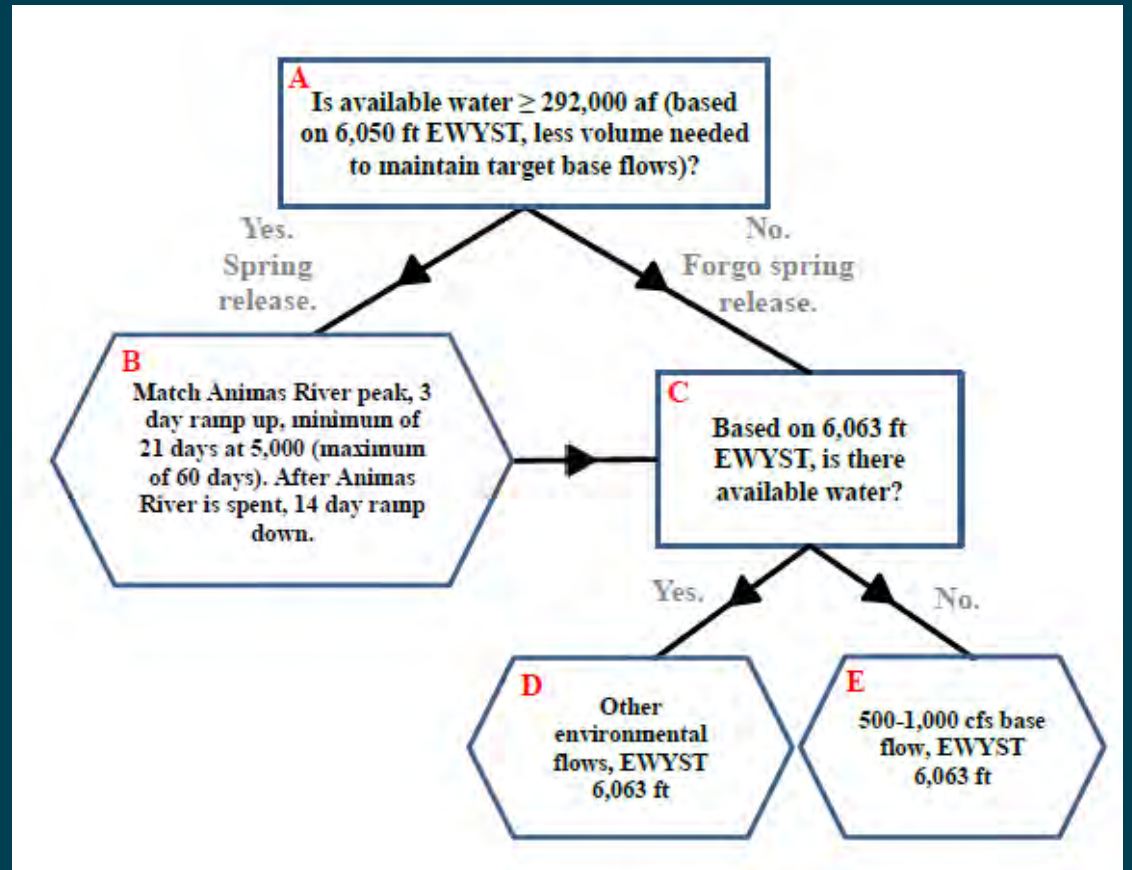 A
Is available water ≥ 292,000 af (based
on 6,050 ft EWYST, less volume needed
to maintain target base flows)?
Yes.
Spring
release.
No.
Forgo spring
release.
B
Match Animas River peak, 3
day ramp up, minimum of
21 days at 5,000 (maximum
of 60 days). After Animas
River is spent, 14 day ramp
down.
C
Based on 6,063 ft
EWYST, is there
available water?
Yes.
No.
D
Other
environmental
flows, EWYST
6,063 ft
E
500-1,000 cfs base
flow, EWYST
6,063 ft